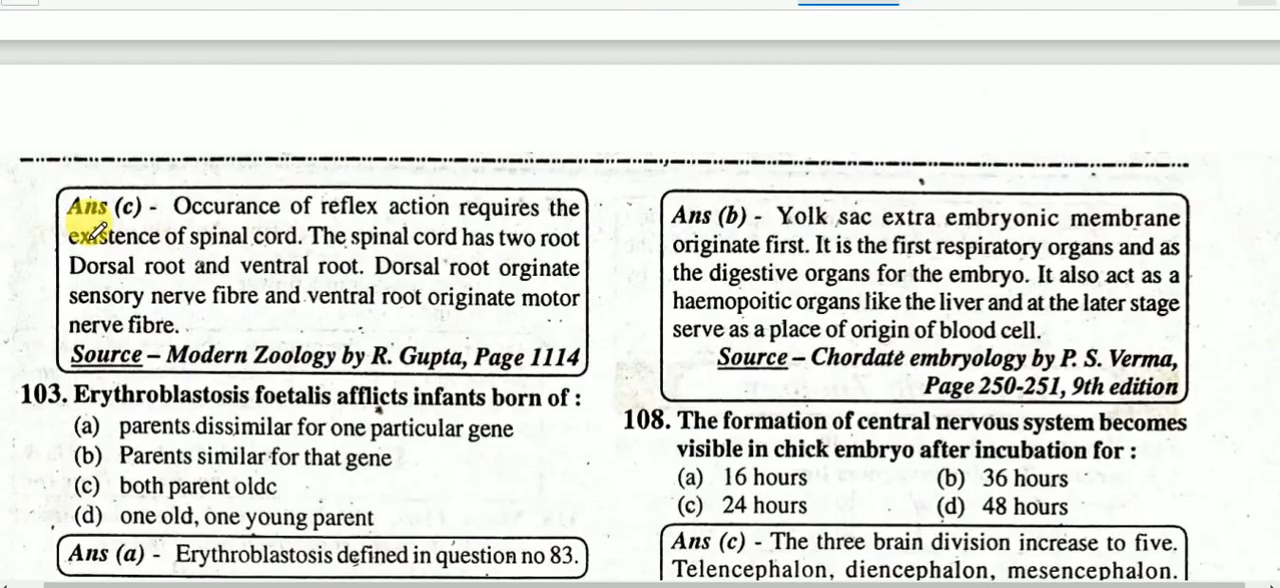 Ans (c) - Occurance of reflex action requires the
existence of spinal cord. The spinal cord has two root
Dorsal root and ventral root. Dorsal root orginate
sensory nerve fibre and ventral root originate motor
nerve fibre.
Source – Modern Zoology by R. Gupta, Page 1114
103. Erythroblastosis foetalis afflicts infants born of :
(a) parents dissimilar for one particular gene
(b) Parents similar for that gene
(c) both parent oldc
(d) one old, one young parent
Ans (a) - Erythroblastosis defined in question no 83.
Ans (b) - Yolk sac extra embryonic membrane
originate first. It is the first respiratory organs and as
the digestive organs for the embryo. It also act as a
haemopoitic organs like the liver and at the later stage
serve as a place of origin of blood cell.
Source – Chordate embryology by P. S. Verma,
Page 250-251, 9th edition
108. The formation of central nervous system becomes
visible in chick embryo after incubation for :
(a) 16 hours (b) 36 hours
(c) 24 hours (d) 48 hours
Ans (c) - The three brain division increase to five.
Telencephalon, diencephalon, mesencephalon.